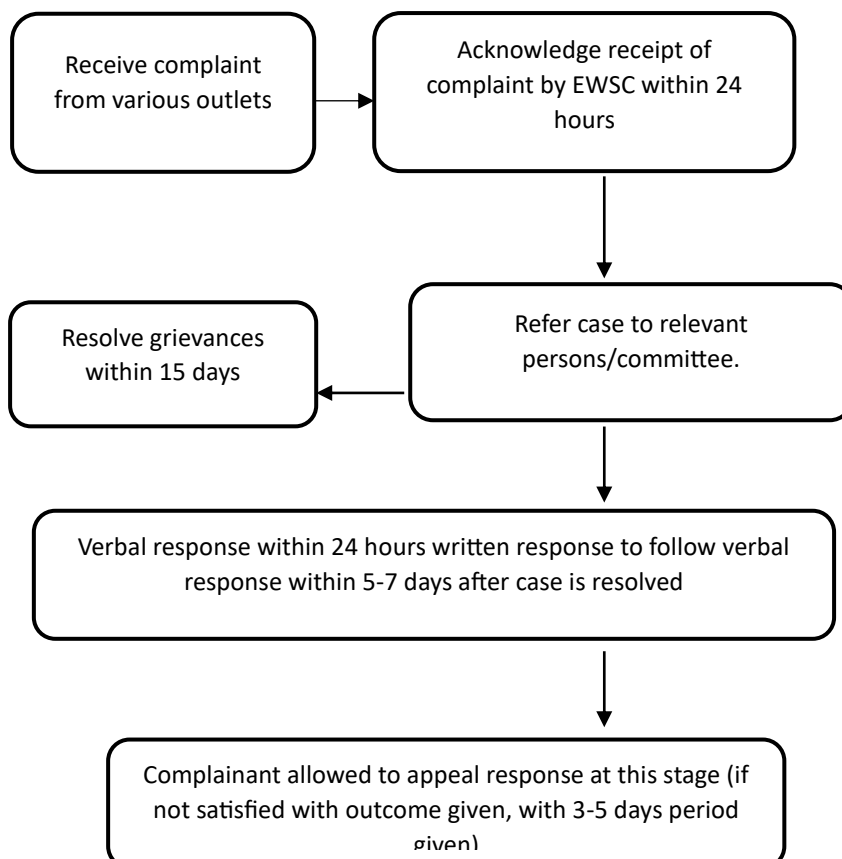 Receive complaint
from various outlets
Acknowledge receipt of
complaint by EWSC within 24
hours
Refer case to relevant
persons/committee.
Resolve grievances
within 15 days
Verbal response within 24 hours written response to follow verbal
response within 5-7 days after case is resolved
Complainant allowed to appeal response at this stage (if
not satisfied with outcome given, with 3-5 days period
given)